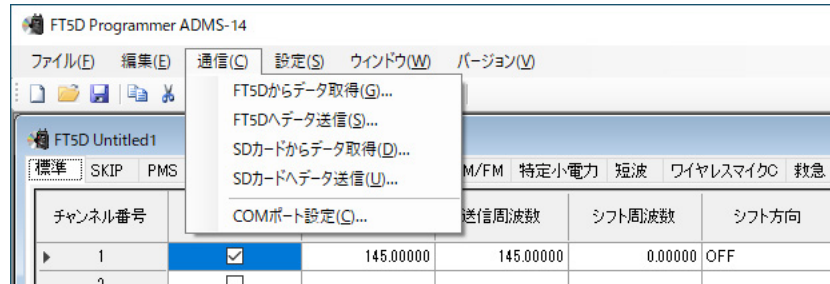 FT5D Programmer ADMS-14
ファイル(F) 編集(E) 通信(C) 設定(S) ウィンドウ(W) バージョン(V)
FT5Dからデータ取得(G)...
FT5Dへデータ送信(S)...
SDカードからデータ取得(D)...
SDカードへデータ送信(U)...
COMポート設定(C)...
FT5D Untitled1
標準 SKIP PMS M/FM 特定小電力 短波 ワイヤレスマイクC 救急
チャンネル番号 送信周波数 シフト周波数 シフト方向
1 145.00000 145.00000 0.00000 OFF
2